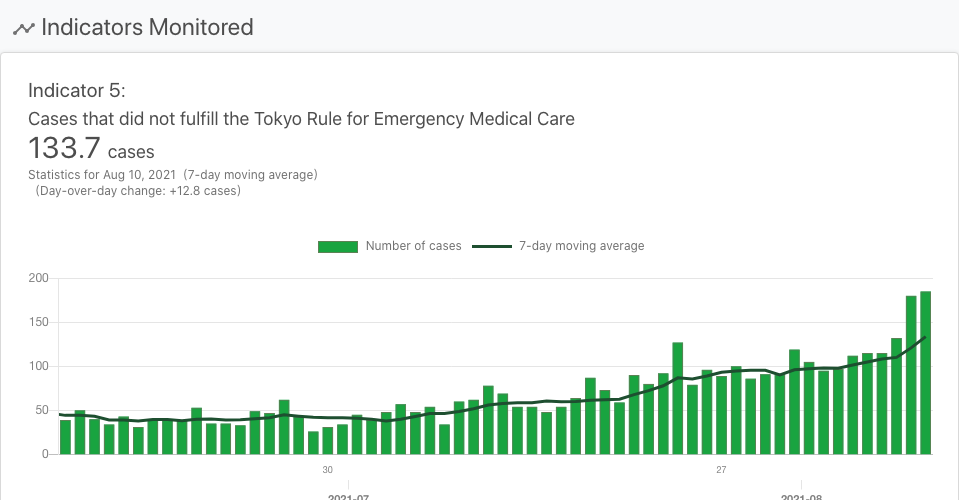 Indicators Monitored
Indicator 5:
Cases that did not fulfill the Tokyo Rule for Emergency Medical Care
133.7 cases
Statistics for Aug 10, 2021 (7-day moving average)
(Day-over-day change: +12.8 cases)
Number of cases 7-day moving average
200
150
100
50
0
30 27
2021-07 2021-08